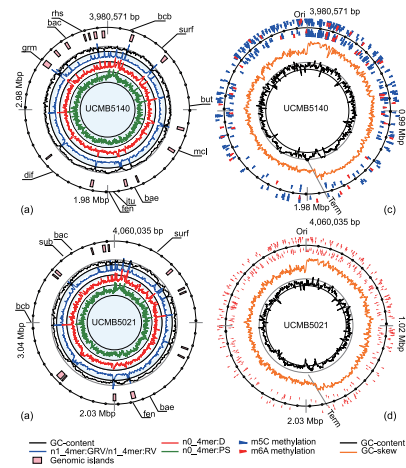 rhs
3,980,571 bp
bac
bcb
surf
grm
2.98 Mbp
UCMB5140
but
mcl
dif
itu
bae
fen
1.98 Mbp
(a)
3,980,571 bp
Ori
UCMB5140
0.99 Mbp
1.98 Mbp
Term
(c)
4,060,035 bp
bac
sub
surf
bcb
3.04 Mbp
UCMB5021
bae
fen
2.03 Mbp
(a)
4,060,035 bp
Ori
UCMB5021
1.02 Mbp
2.03 Mbp
Term
(d)
GC-content
n1_4mer:GRV/n1_4mer:RV
Genomic islands
n0_4mer:D
n0_4mer:PS
m5C methylation
m6A methylation
GC-content
GC-skew